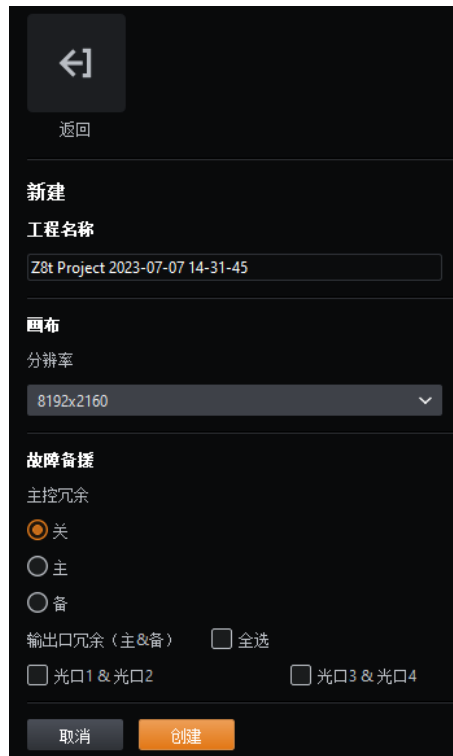 返回
新建
工程名称
Z8t Project 2023-07-07 14-31-45
画布
分辨率
8192x2160
故障备援
主控冗余
关
主
备
输出口冗余（主&备） 全选
光口1 & 光口2 光口3 & 光口4
取消 创建